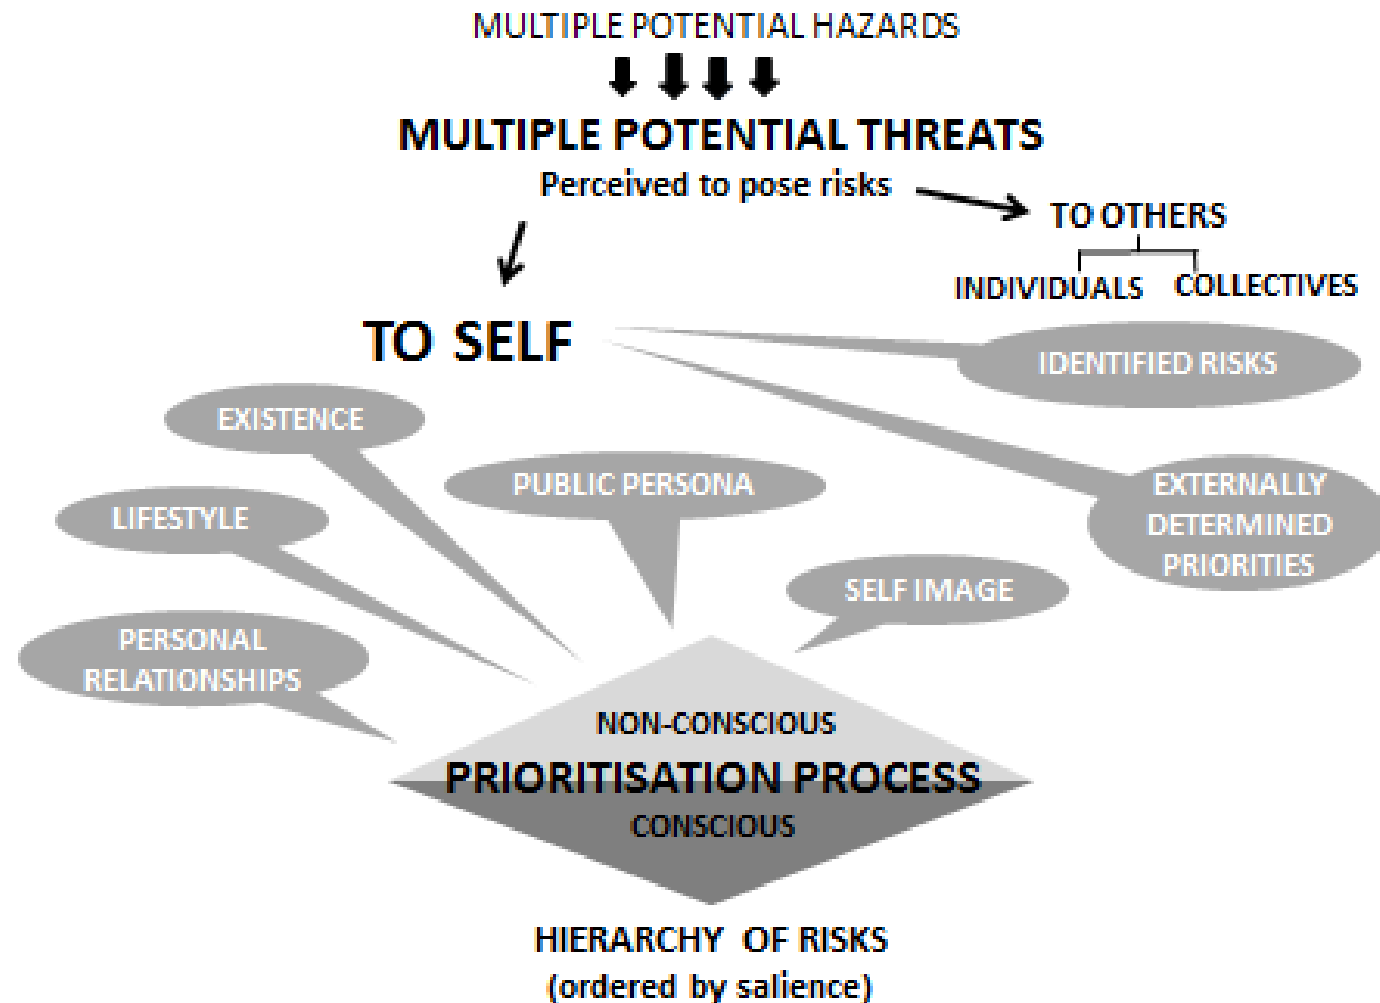 MULTIPLE POTENTIAL HAZARDS
MULTIPLE POTENTIAL THREATS
Perceived to pose risks
TO OTHERS
INDIVIDUALS COLLECTIVES
TO SELF
IDENTIFIED RISKS
EXISTENCE
PUBLIC PERSONA
EXTERNALLY
DETERMINED
PRIORITIES
LIFESTYLE
SELF IMAGE
PERSONAL
RELATIONSHIPS
NON-CONSCIOUS
PRIORITISATION PROCESS
CONSCIOUS
HIERARCHY OF RISKS
(ordered by salience)